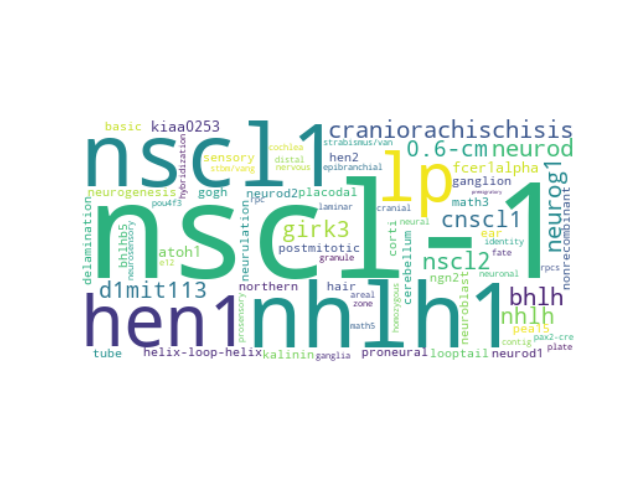 basic
kiaa0253
nscl1
hybridization
cochlea
strabismus/van
craniorachischisis
sensory
distal
hen2
0.6-cm
neurod
stbm/vang
nervous
epibranchial
lp
fcer1alpha
neurogenesis
gogh
neurod2
placodal
ganglion
pou4f3
rpc
cranial
math3
neurog1
nonrecombinant
nscl-1
laminar
delamination
bhlhb5
neurosensory
neurulation
girk3
corti
neural
cnscl1
ear
identity
atoh1
postmitotic
granule
cerebellum
nscl2
fate
ngn2
neuronal
rpcs
d1mit113
northern
hair
areal
zone
homozygous
neuroblast
bhlh
hen1
nhlh1
prosensory
math5
nhlh
pea15
pax2-cre
contig
plate
tube
helix-loop-helix
kalinin
ganglia
proneural
looptail
neurod1